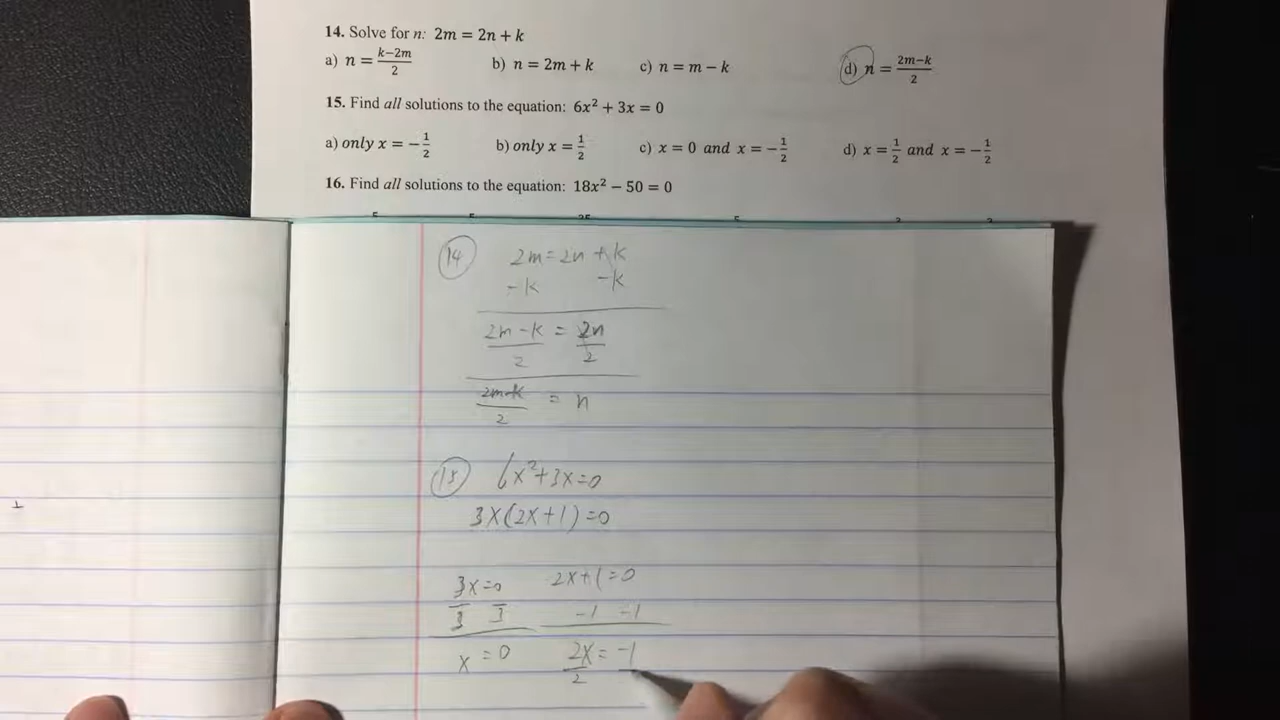 14. Solve for n: 2m = 2n + k
a) n = k−2m/2 b) n = 2m + k c) n = m − k d) n = 2m−k/2
15. Find all solutions to the equation: 6x² + 3x = 0
a) only x = −1/2 b) only x = 1/2 c) x = 0 and x = −1/2 d) x = 1/2 and x = −1/2
16. Find all solutions to the equation: 18x² − 50 = 0
14 2m = 2n + k
-k -k
2m - k / 2 = 2n / 2
2m-k / 2 = n
15 6x²+3x=0
3x(2x+1)=0
3x=0 2x+1=0
3 3 -1 -1
x = 0 2x = -1
2